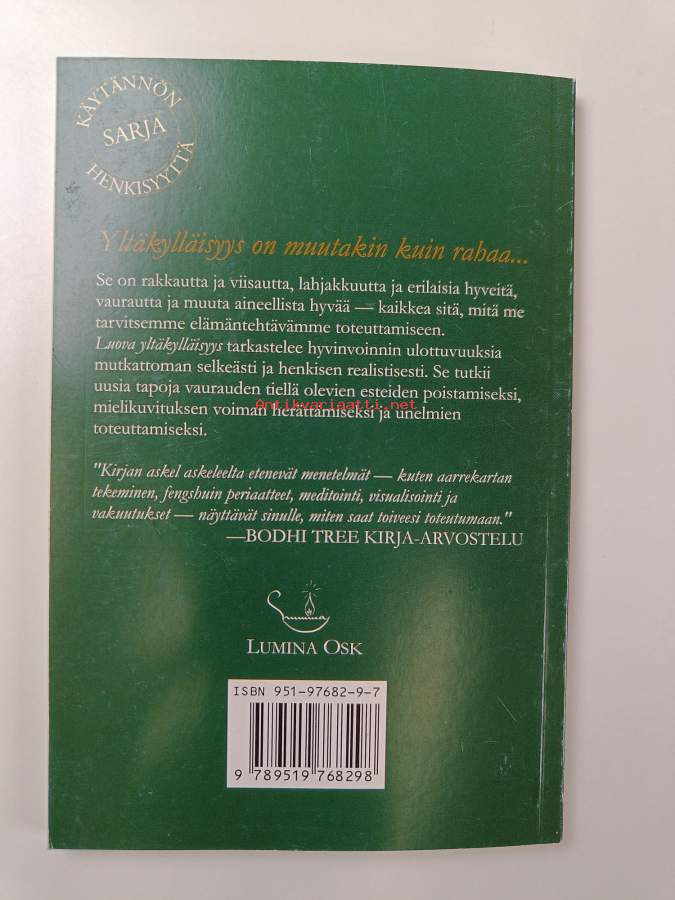 KÄYTÄNNÖN
SARJA
HENKISYYTTÄ
Yltäkylläisyys on muutakin kuin rahaa...
Se on rakkautta ja viisautta, lahjakkuutta ja erilaisia hyveitä,
vaurautta ja muuta aineellista hyvää — kaikkea sitä, mitä me
tarvitsemme elämäntehtävämme toteuttamiseen.
Luova yltäkylläisyys tarkastelee hyvinvoinnin ulottuvuuksia
mutkattoman selkeästi ja henkisen realistisesti. Se tutkii
uusia tapoja vaurauden tiellä olevien esteiden poistamiseksi,
mielikuvituksen voiman herättämiseksi ja unelmien
Antikvariaatti.net
toteuttamiseksi.
"Kirjan askel askeleelta etenevät menetelmät — kuten aarrekartan
tekeminen, fengshuin periaatteet, meditointi, visualisointi ja
vakuutukset — näyttävät sinulle, miten saat toiveesi toteutumaan."
—BODHI TREE KIRJA-ARVOSTELU
Lumina
LUMINA OSK
ISBN 951-97682-9-7
9 789519 768298